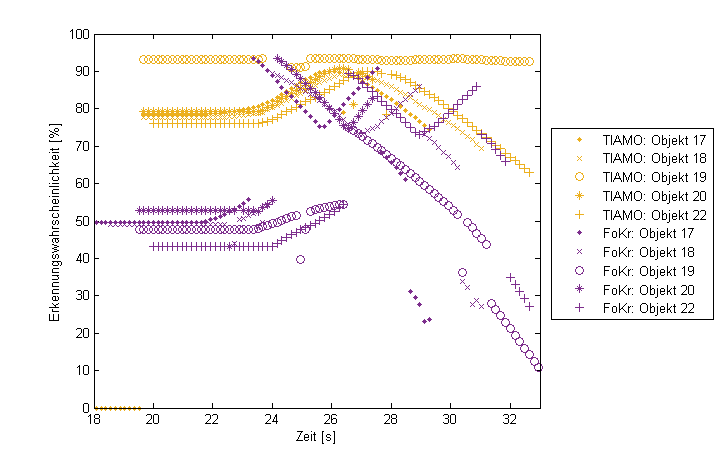 100
90
80
70
60
50
40
30
20
10
0
18
20
22
24
26
28
30
32
Zeit [s]
Erkennungswahrscheinlichkeit [%]
TIAMO: Objekt 17
TIAMO: Objekt 18
TIAMO: Objekt 19
TIAMO: Objekt 20
TIAMO: Objekt 22
FoKr: Objekt 17
FoKr: Objekt 18
FoKr: Objekt 19
FoKr: Objekt 20
FoKr: Objekt 22